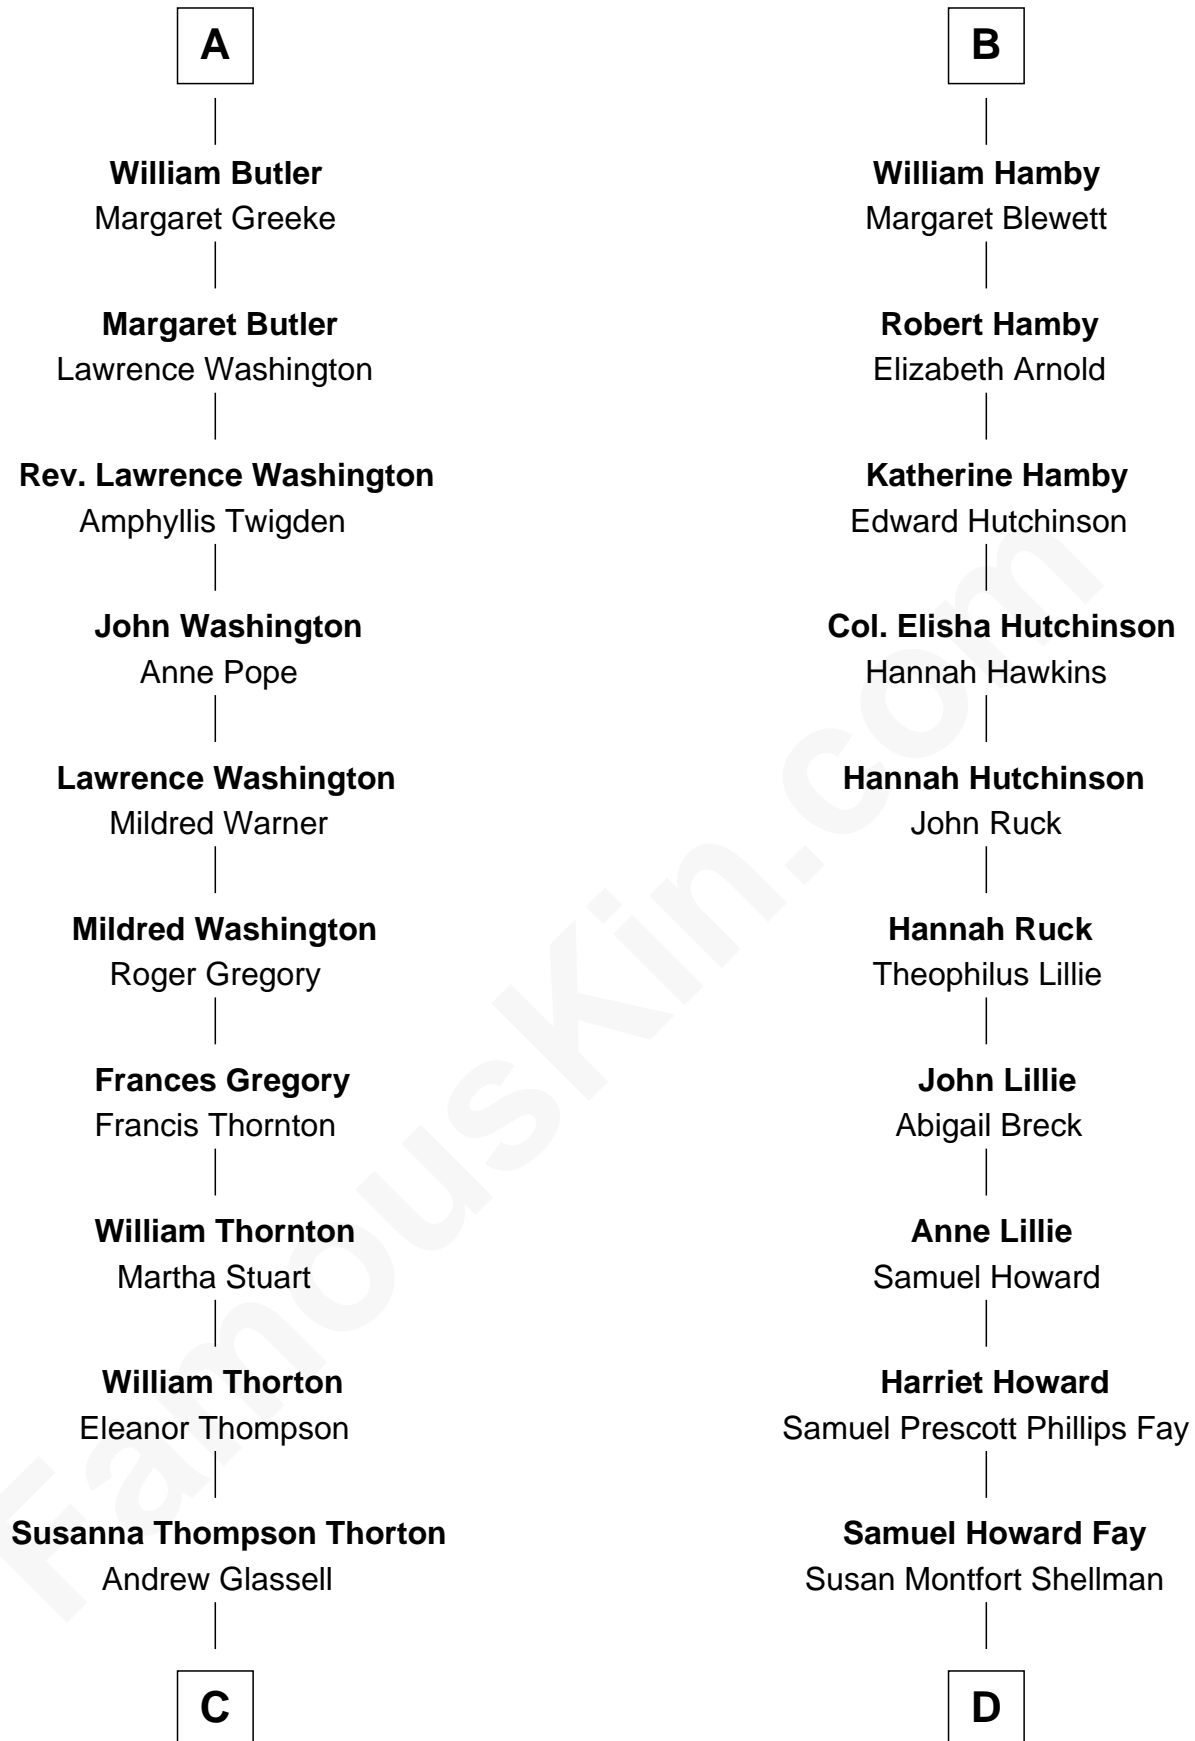 A
William Butler
Margaret Greeke
Margaret Butler
Lawrence Washington
Rev. Lawrence Washington
Amphyllis Twigden
John Washington
Anne Pope
Lawrence Washington
Mildred Warner
Mildred Washington
Roger Gregory
Frances Gregory
Francis Thornton
William Thornton
Martha Stuart
William Thorton
Eleanor Thompson
Susanna Thompson Thorton
Andrew Glassell
C
B
William Hamby
Margaret Blewett
Robert Hamby
Elizabeth Arnold
Katherine Hamby
Edward Hutchinson
Col. Elisha Hutchinson
Hannah Hawkins
Hannah Hutchinson
John Ruck
Hannah Ruck
Theophilus Lillie
John Lillie
Abigail Breck
Anne Lillie
Samuel Howard
Harriet Howard
Samuel Prescott Phillips Fay
Samuel Howard Fay
Susan Montfort Shellman
D
FamousKin.com